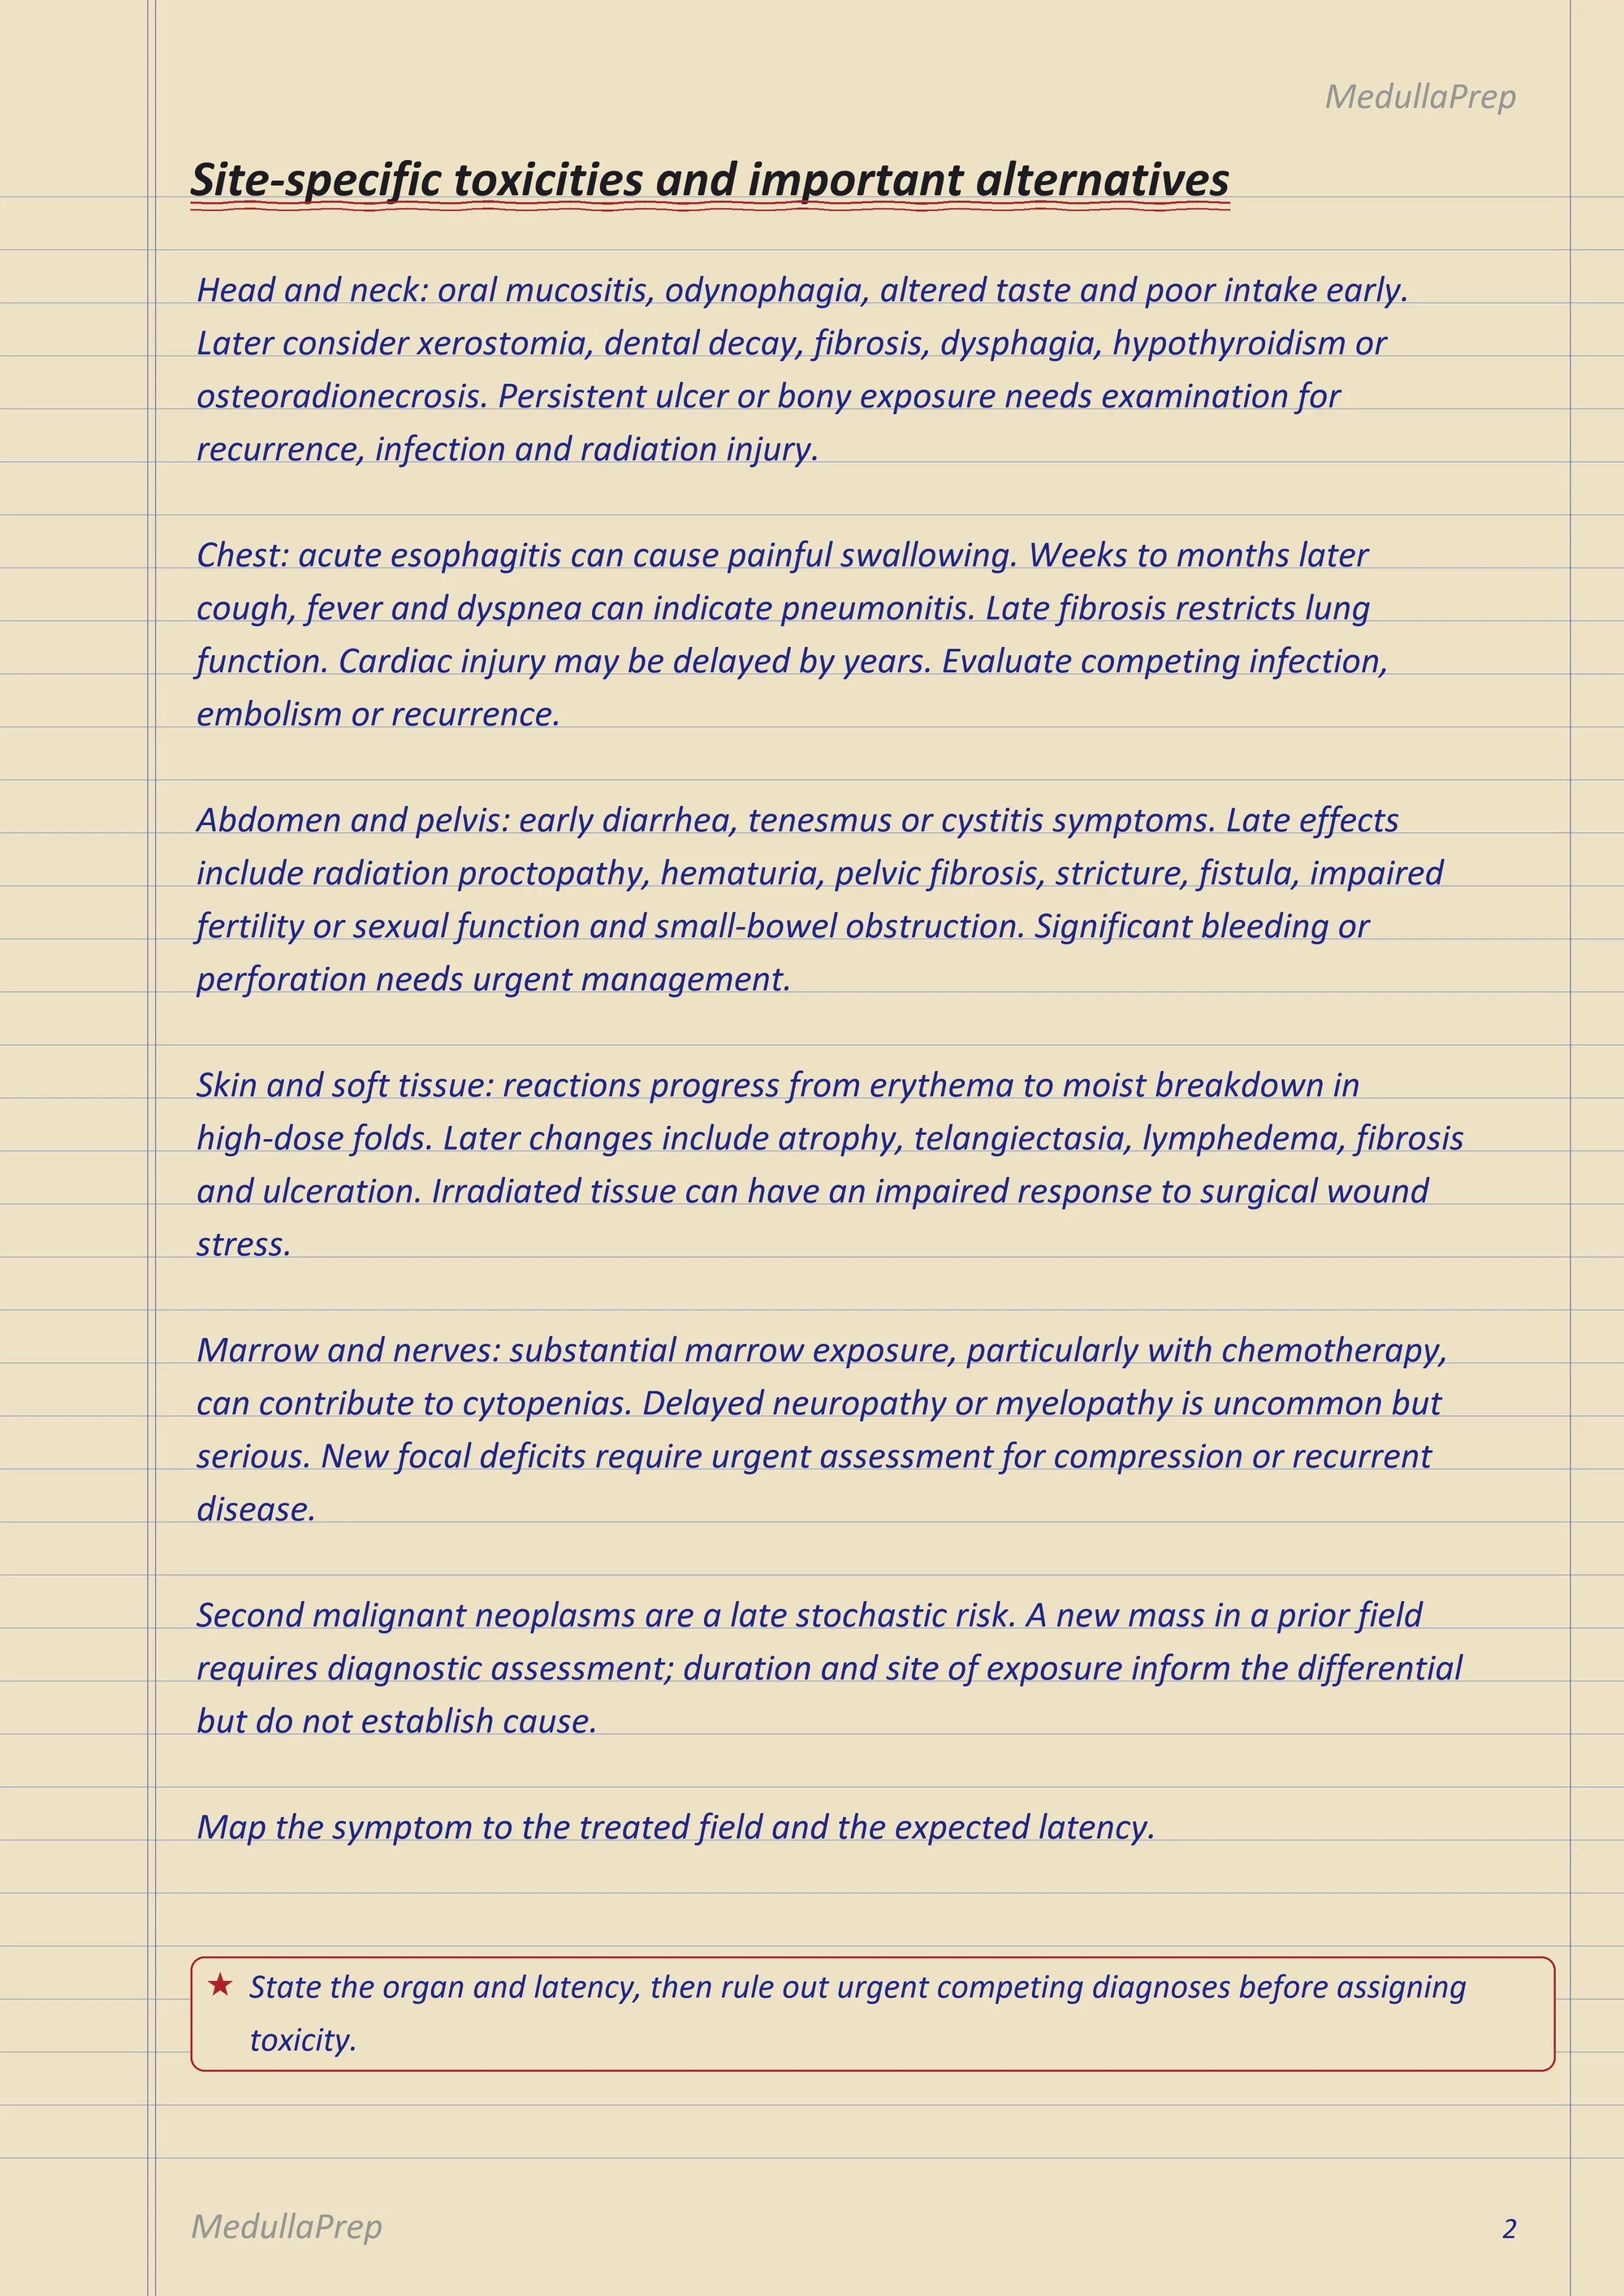 MedullaPrep
Site-specific toxicities and important alternatives
Head and neck: oral mucositis, odynophagia, altered taste and poor intake early.
Later consider xerostomia, dental decay, fibrosis, dysphagia, hypothyroidism or
osteoradionecrosis. Persistent ulcer or bony exposure needs examination for
recurrence, infection and radiation injury.
Chest: acute esophagitis can cause painful swallowing. Weeks to months later
cough, fever and dyspnea can indicate pneumonitis. Late fibrosis restricts lung
function. Cardiac injury may be delayed by years. Evaluate competing infection,
embolism or recurrence.
Abdomen and pelvis: early diarrhea, tenesmus or cystitis symptoms. Late effects
include radiation proctopathy, hematuria, pelvic fibrosis, stricture, fistula, impaired
fertility or sexual function and small-bowel obstruction. Significant bleeding or
perforation needs urgent management.
Skin and soft tissue: reactions progress from erythema to moist breakdown in
high-dose folds. Later changes include atrophy, telangiectasia, lymphedema, fibrosis
and ulceration. Irradiated tissue can have an impaired response to surgical wound
stress.
Marrow and nerves: substantial marrow exposure, particularly with chemotherapy,
can contribute to cytopenias. Delayed neuropathy or myelopathy is uncommon but
serious. New focal deficits require urgent assessment for compression or recurrent
disease.
Second malignant neoplasms are a late stochastic risk. A new mass in a prior field
requires diagnostic assessment; duration and site of exposure inform the differential
but do not establish cause.
Map the symptom to the treated field and the expected latency.
★ State the organ and latency, then rule out urgent competing diagnoses before assigning
toxicity.
MedullaPrep
2